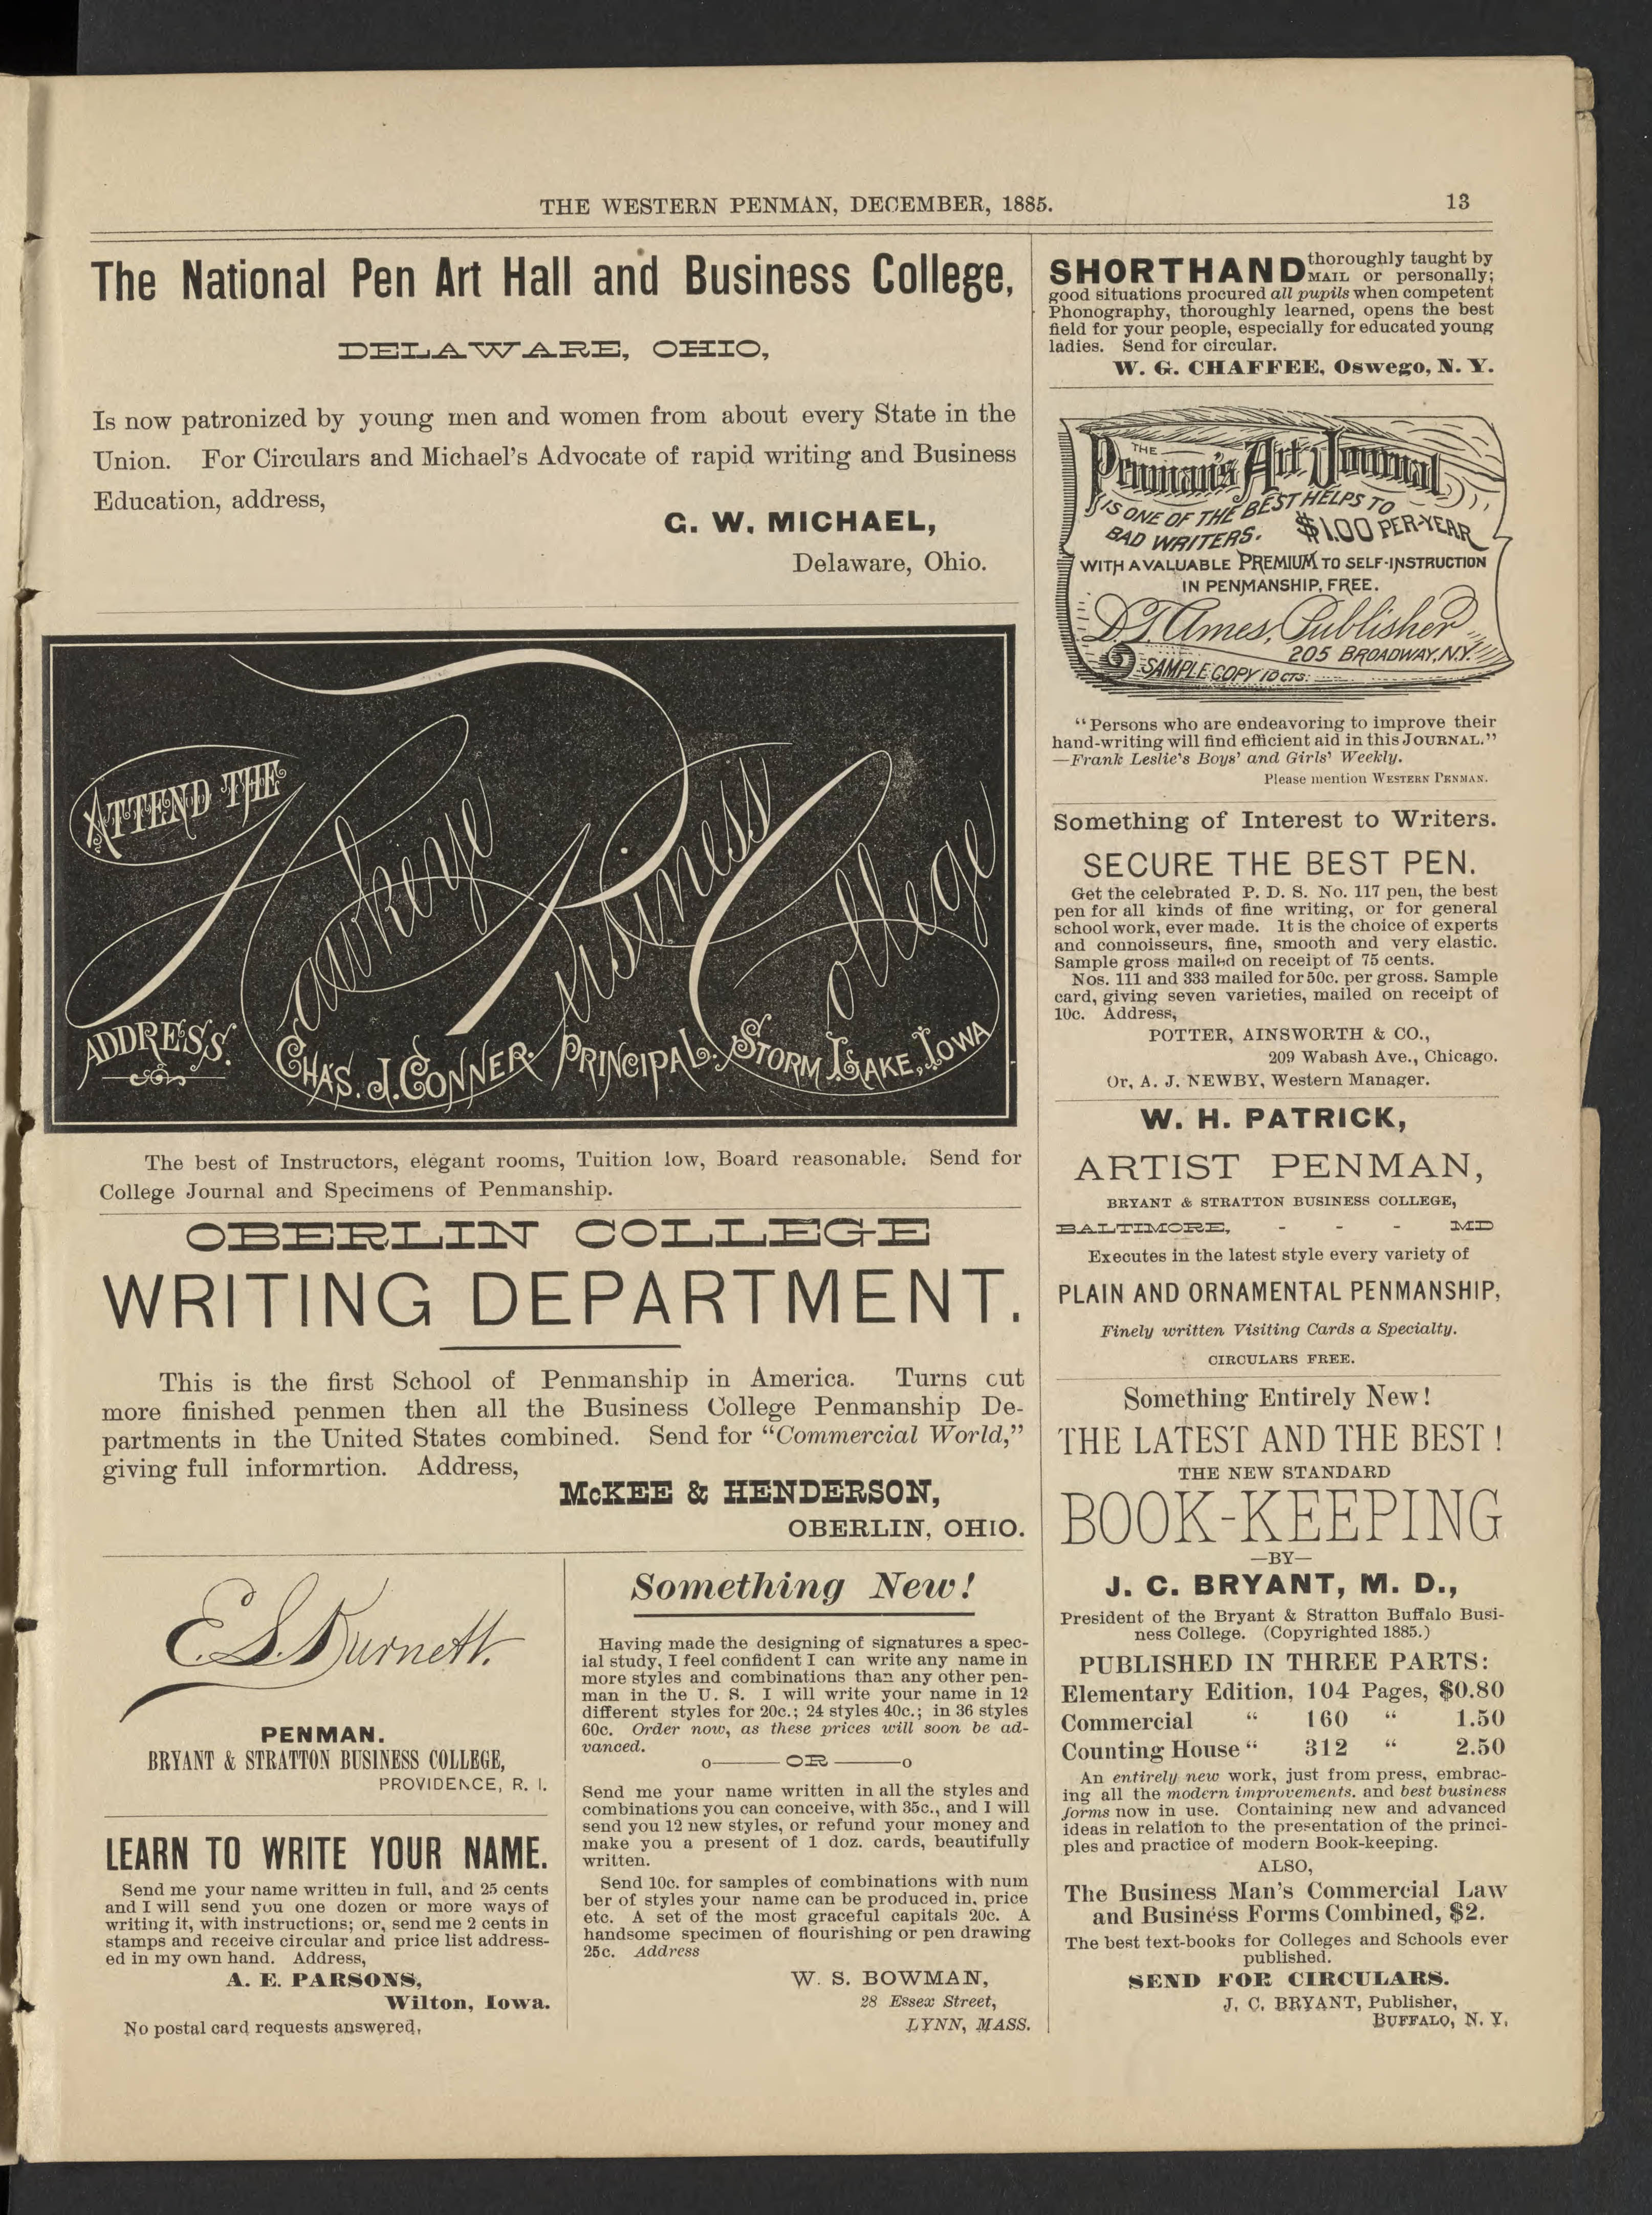 THE WESTERN PENMAN, DECEMBER, 1885.
13
The National Pen Art Hall and Business College,
DELAWARE, OHIO,
Is now patronized by young men and women from about every State in the
Union. For Circulars and Michael's Advocate of rapid writing and Business
Education, address,
G. W. MICHAEL,
Delaware, Ohio.
ATTEND THE
Hawkeye Business College
ADDRESS.
CHAS. J. CONNER. PRINCIPAL. STORM LAKE, IOWA
The best of Instructors, elegant rooms, Tuition low, Board reasonable. Send for
College Journal and Specimens of Penmanship.
OBERLIN COLLEGE
WRITING DEPARTMENT.
This is the first School of Penmanship in America. Turns cut
more finished penmen then all the Business College Penmanship De-
partments in the United States combined. Send for "Commercial World,"
giving full informrtion. Address,
McKEE & HENDERSON,
OBERLIN, OHIO.
E. S. Burnett.
PENMAN.
BRYANT & STRATTON BUSINESS COLLEGE,
PROVIDENCE, R. I.
LEARN TO WRITE YOUR NAME.
Send me your name written in full, and 25 cents
and I will send you one dozen or more ways of
writing it, with instructions; or, send me 2 cents in
stamps and receive circular and price list address-
ed in my own hand. Address,
A. E. PARSONS,
Wilton, Iowa.
No postal card requests answered,
Something New!
Having made the designing of signatures a spec-
ial study, I feel confident I can write any name in
more styles and combinations than any other pen-
man in the U. S. I will write your name in 12
different styles for 20c.; 24 styles 40c.; in 36 styles
60c. Order now, as these prices will soon be ad-
vanced.
o——OR——o
Send me your name written in all the styles and
combinations you can conceive, with 35c., and I will
send you 12 new styles, or refund your money and
make you a present of 1 doz. cards, beautifully
written.
Send 10c. for samples of combinations with num
ber of styles your name can be produced in, price
etc. A set of the most graceful capitals 20c. A
handsome specimen of flourishing or pen drawing
25c. Address
W. S. BOWMAN,
28 Essex Street,
LYNN, MASS.
SHORTHAND thoroughly taught by
MAIL or personally;
good situations procured all pupils when competent
Phonography, thoroughly learned, opens the best
field for your people, especially for educated young
ladies. Send for circular.
W. G. CHAFFEE, Oswego, N. Y.
THE
Penman's Art Journal
IS ONE OF THE BEST HELPS TO
BAD WRITERS. $1.00 PER-YEAR
WITH A VALUABLE PREMIUM TO SELF-INSTRUCTION
IN PENMANSHIP, FREE.
D.T. Ames, Publisher
205 BROADWAY, N.Y.
SAMPLE COPY 10 CTS.
"Persons who are endeavoring to improve their
hand-writing will find efficient aid in this JOURNAL."
—Frank Leslie's Boys' and Girls' Weekly.
Please mention WESTERN PENMAN.
Something of Interest to Writers.
SECURE THE BEST PEN.
Get the celebrated P. D. S. No. 117 pen, the best
pen for all kinds of fine writing, or for general
school work, ever made. It is the choice of experts
and connoisseurs, fine, smooth and very elastic.
Sample gross mailed on receipt of 75 cents.
Nos. 111 and 333 mailed for 50c. per gross. Sample
card, giving seven varieties, mailed on receipt of
10c. Address,
POTTER, AINSWORTH & CO.,
209 Wabash Ave., Chicago.
Or, A. J. NEWBY, Western Manager.
W. H. PATRICK,
ARTIST PENMAN,
BRYANT & STRATTON BUSINESS COLLEGE,
BALTIMORE, - - - MD
Executes in the latest style every variety of
PLAIN AND ORNAMENTAL PENMANSHIP,
Finely written Visiting Cards a Specialty.
CIRCULARS FREE.
Something Entirely New!
THE LATEST AND THE BEST!
THE NEW STANDARD
BOOK-KEEPING
—BY—
J. C. BRYANT, M. D.,
President of the Bryant & Stratton Buffalo Busi-
ness College. (Copyrighted 1885.)
PUBLISHED IN THREE PARTS:
Elementary Edition, 104 Pages, $0.80
Commercial " 160 " 1.50
Counting House " 312 " 2.50
An entirely new work, just from press, embrac-
ing all the modern improvements. and best business
forms now in use. Containing new and advanced
ideas in relation to the presentation of the princi-
ples and practice of modern Book-keeping.
ALSO,
The Business Man's Commercial Law
and Business Forms Combined, $2.
The best text-books for Colleges and Schools ever
published.
SEND FOR CIRCULARS.
J. C. BRYANT, Publisher,
BUFFALO, N. Y.